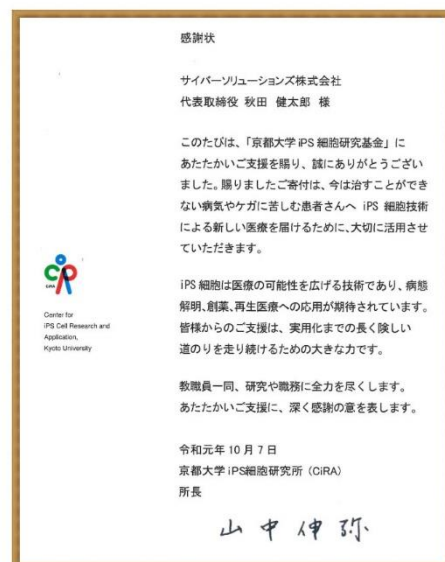 感謝状
サイバーソリューションズ株式会社
代表取締役 秋田 健太郎 様
このたびは、「京都大学 iPS 細胞研究基金」に
あたたかいご支援を賜り、誠にありがとうござい
ました。賜りましたご寄付は、今は治すことができ
ない病気やケガに苦しむ患者さんへ iPS 細胞技術
による新しい医療を届けるために、大切に活用させ
ていただきます。
iPS 細胞は医療の可能性を広げる技術であり、病態
解明、創薬、再生医療への応用が期待されています。
皆様からのご支援は、実用化までの長く険しい
道のりを走り続けるための大きな力です。
教職員一同、研究や職務に全力を尽くします。
あたたかいご支援に、深く感謝の意を表します。
令和元年 10 月 7 日
京都大学 iPS細胞研究所 (CiRA)
所長
山中伸弥
CiRA
Center for
iPS Cell Research and
Application,
Kyoto University